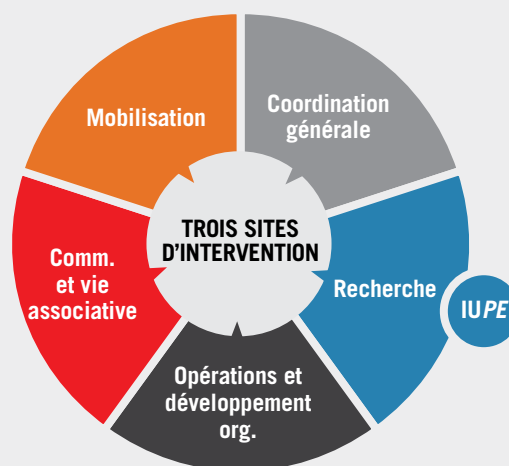 Mobilisation
Coordination
générale
TROIS SITES
D'INTERVENTION
Comm.
et vie
associative
Recherche
IUPE
Opérations et
développement
org.